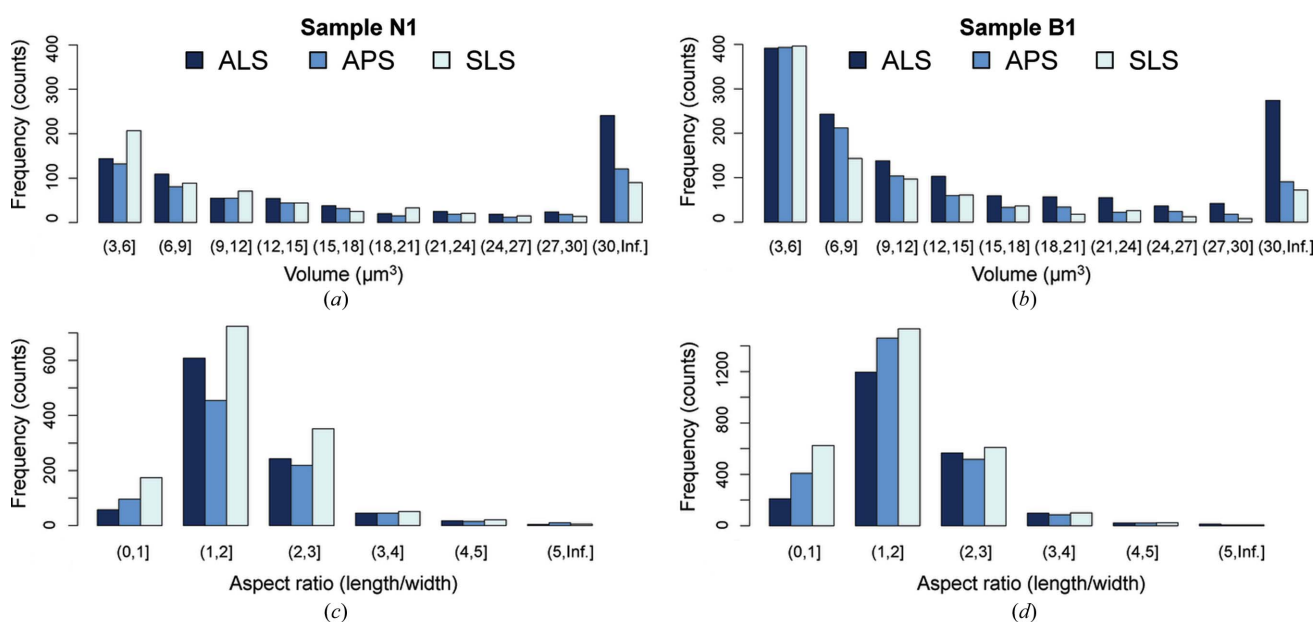 Sample N1
ALS APS SLS
Frequency (counts)
0 100 200 300 400
(3,6] (6,9] (9,12] (12,15] (15,18] (18,21] (21,24] (24,27] (27,30] (30,Inf.]
Volume (µm³)
(a)
Sample B1
ALS APS SLS
Frequency (counts)
0 100 200 300 400
(3,6] (6,9] (9,12] (12,15] (15,18] (18,21] (21,24] (24,27] (27,30] (30,Inf.]
Volume (µm³)
(b)
Frequency (counts)
0 200 400 600
(0,1] (1,2] (2,3] (3,4] (4,5] (5,Inf.]
Aspect ratio (length/width)
(c)
Frequency (counts)
0 400 800 1200
(0,1] (1,2] (2,3] (3,4] (4,5] (5,Inf.]
Aspect ratio (length/width)
(d)